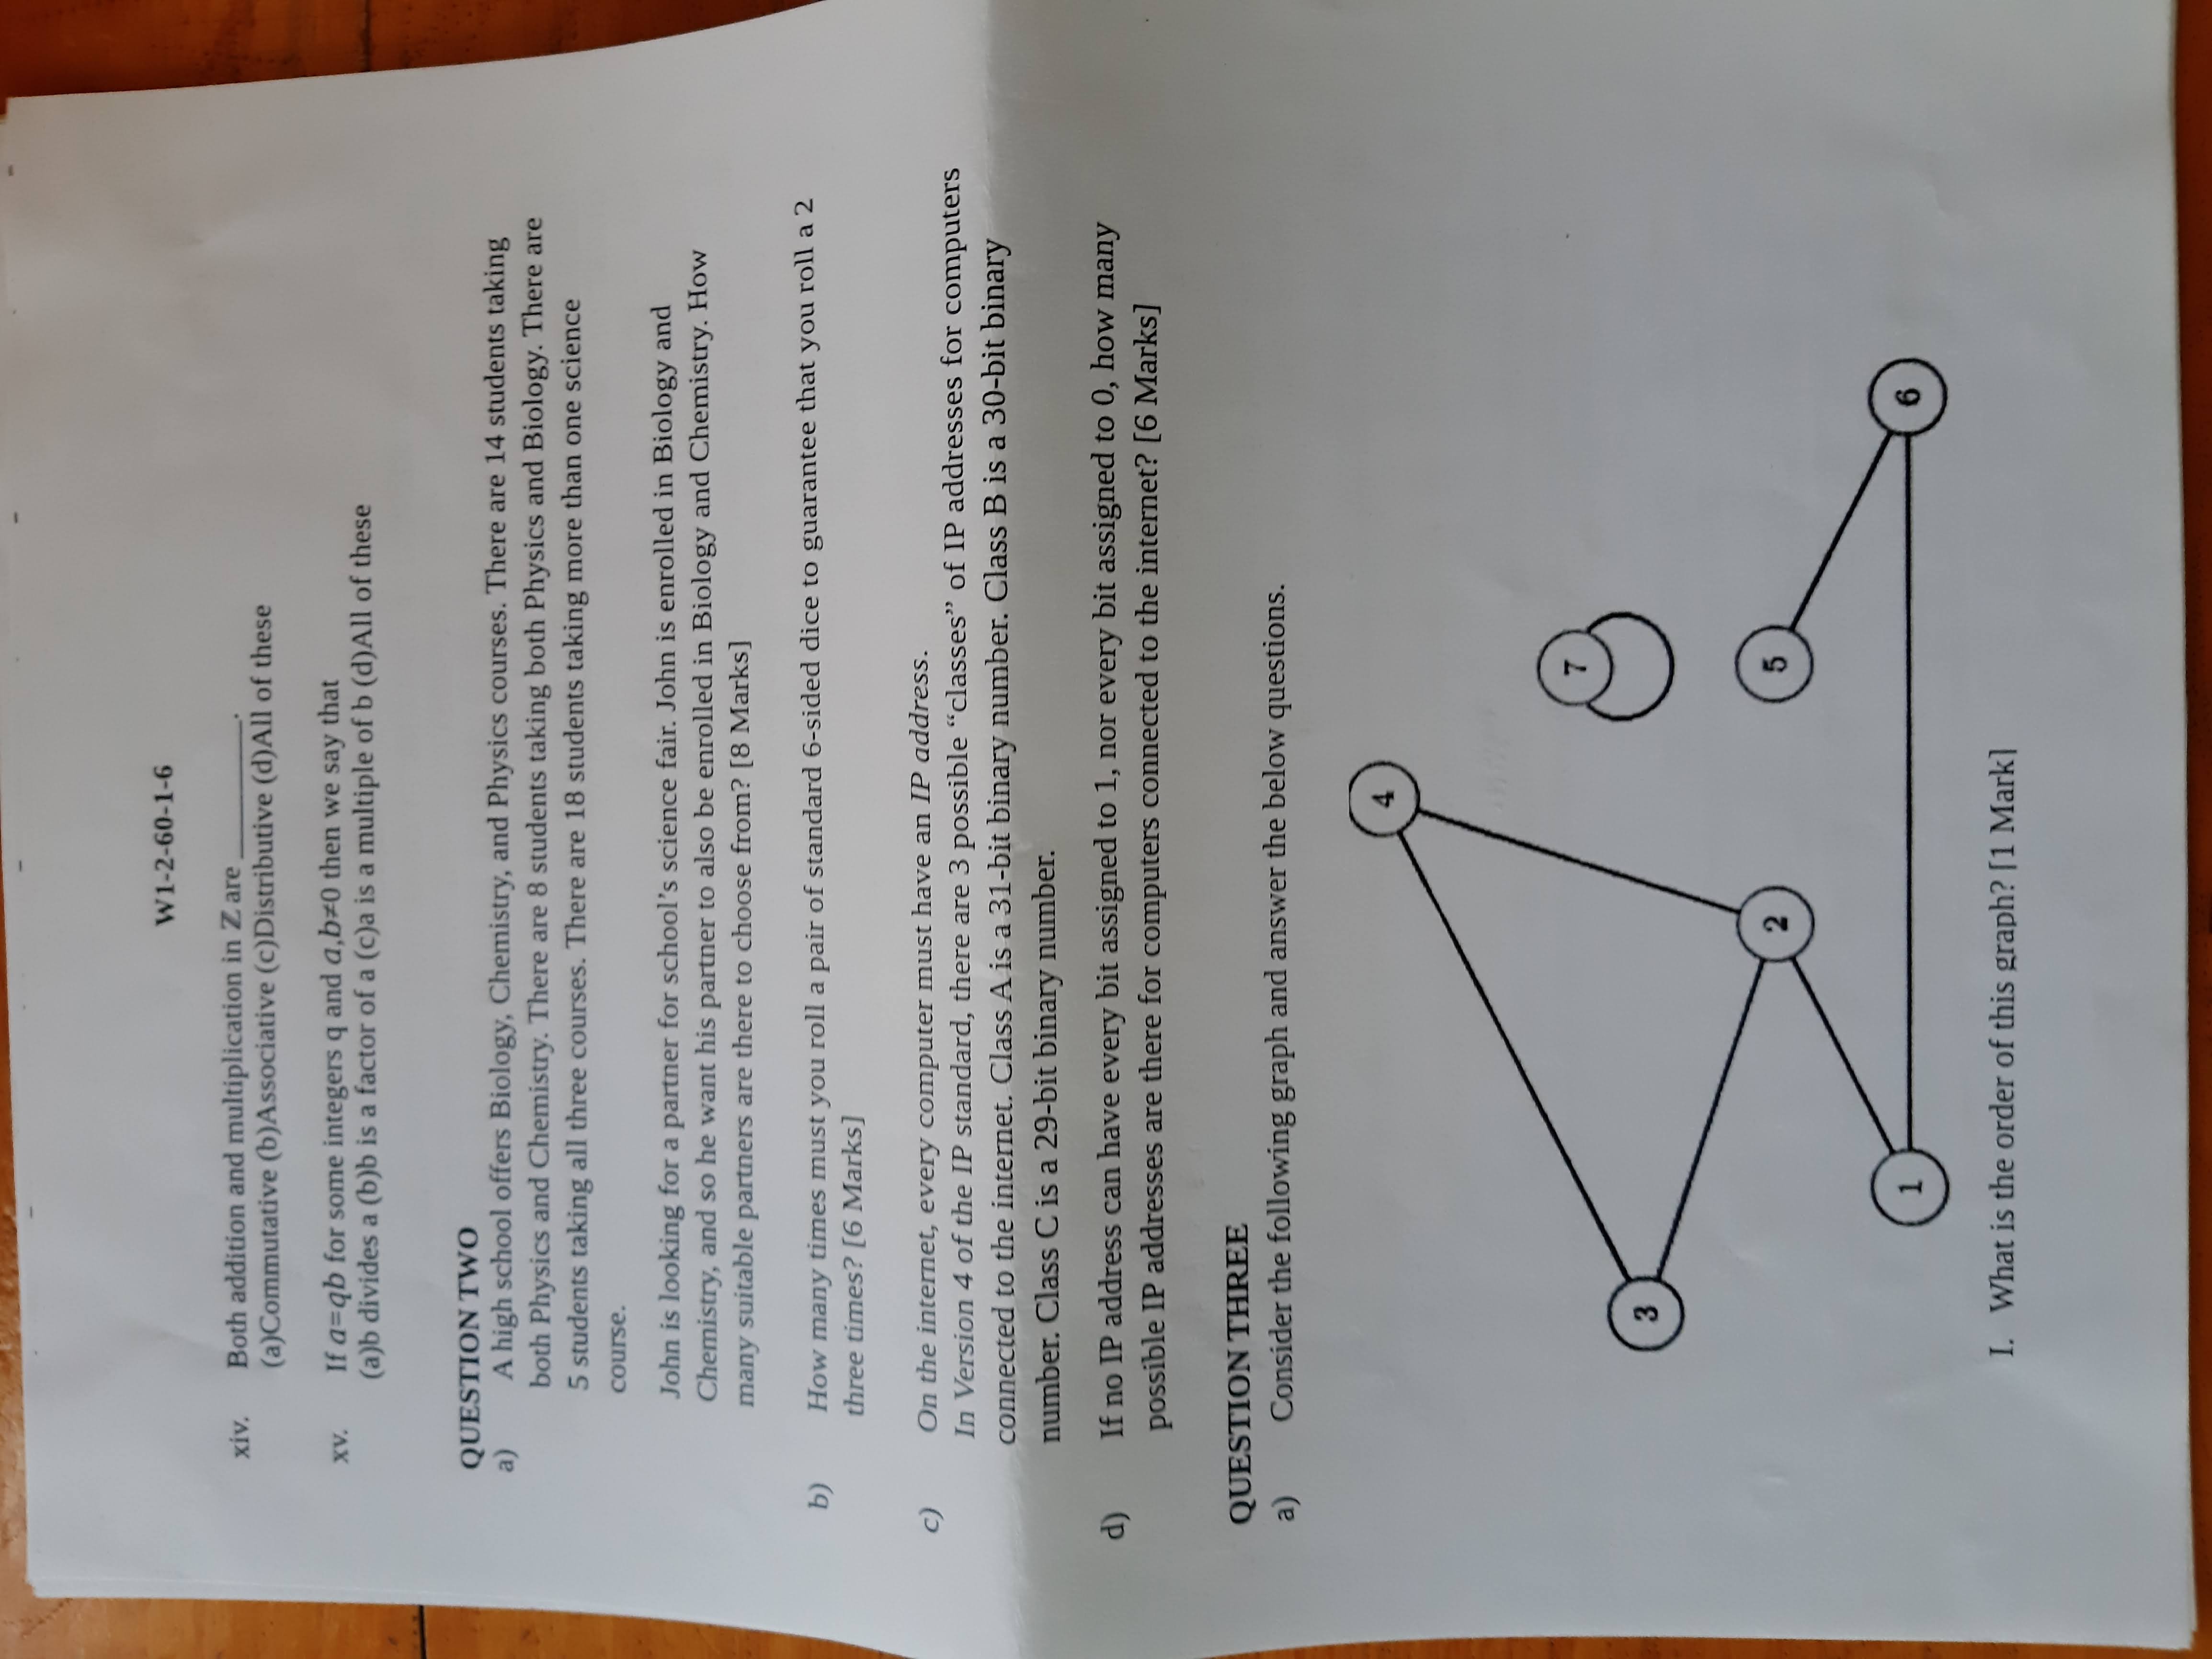 W1-2-60-1-6
xiv. Both addition and multiplication in ℤ are __________.
(a)Commutative (b)Associative (c)Distributive (d)All of these
xv. If a=qb for some integers q and a,b≠0 then we say that
(a)b divides a (b)b is a factor of a (c)a is a multiple of b (d)All of these
QUESTION TWO
a) A high school offers Biology, Chemistry, and Physics courses. There are 14 students taking
both Physics and Chemistry. There are 8 students taking both Physics and Biology. There are
5 students taking all three courses. There are 18 students taking more than one science
course.
John is looking for a partner for school’s science fair. John is enrolled in Biology and
Chemistry, and so he want his partner to also be enrolled in Biology and Chemistry. How
many suitable partners are there to choose from? [8 Marks]
b) How many times must you roll a pair of standard 6-sided dice to guarantee that you roll a 2
three times? [6 Marks]
c) On the internet, every computer must have an IP address.
In Version 4 of the IP standard, there are 3 possible “classes” of IP addresses for computers
connected to the internet. Class A is a 31-bit binary number. Class B is a 30-bit binary
number. Class C is a 29-bit binary number.
d) If no IP address can have every bit assigned to 1, nor every bit assigned to 0, how many
possible IP addresses are there for computers connected to the internet? [6 Marks]
QUESTION THREE
a) Consider the following graph and answer the below questions.
4
7
3
2
5
1
6
I. What is the order of this graph? [1 Mark]